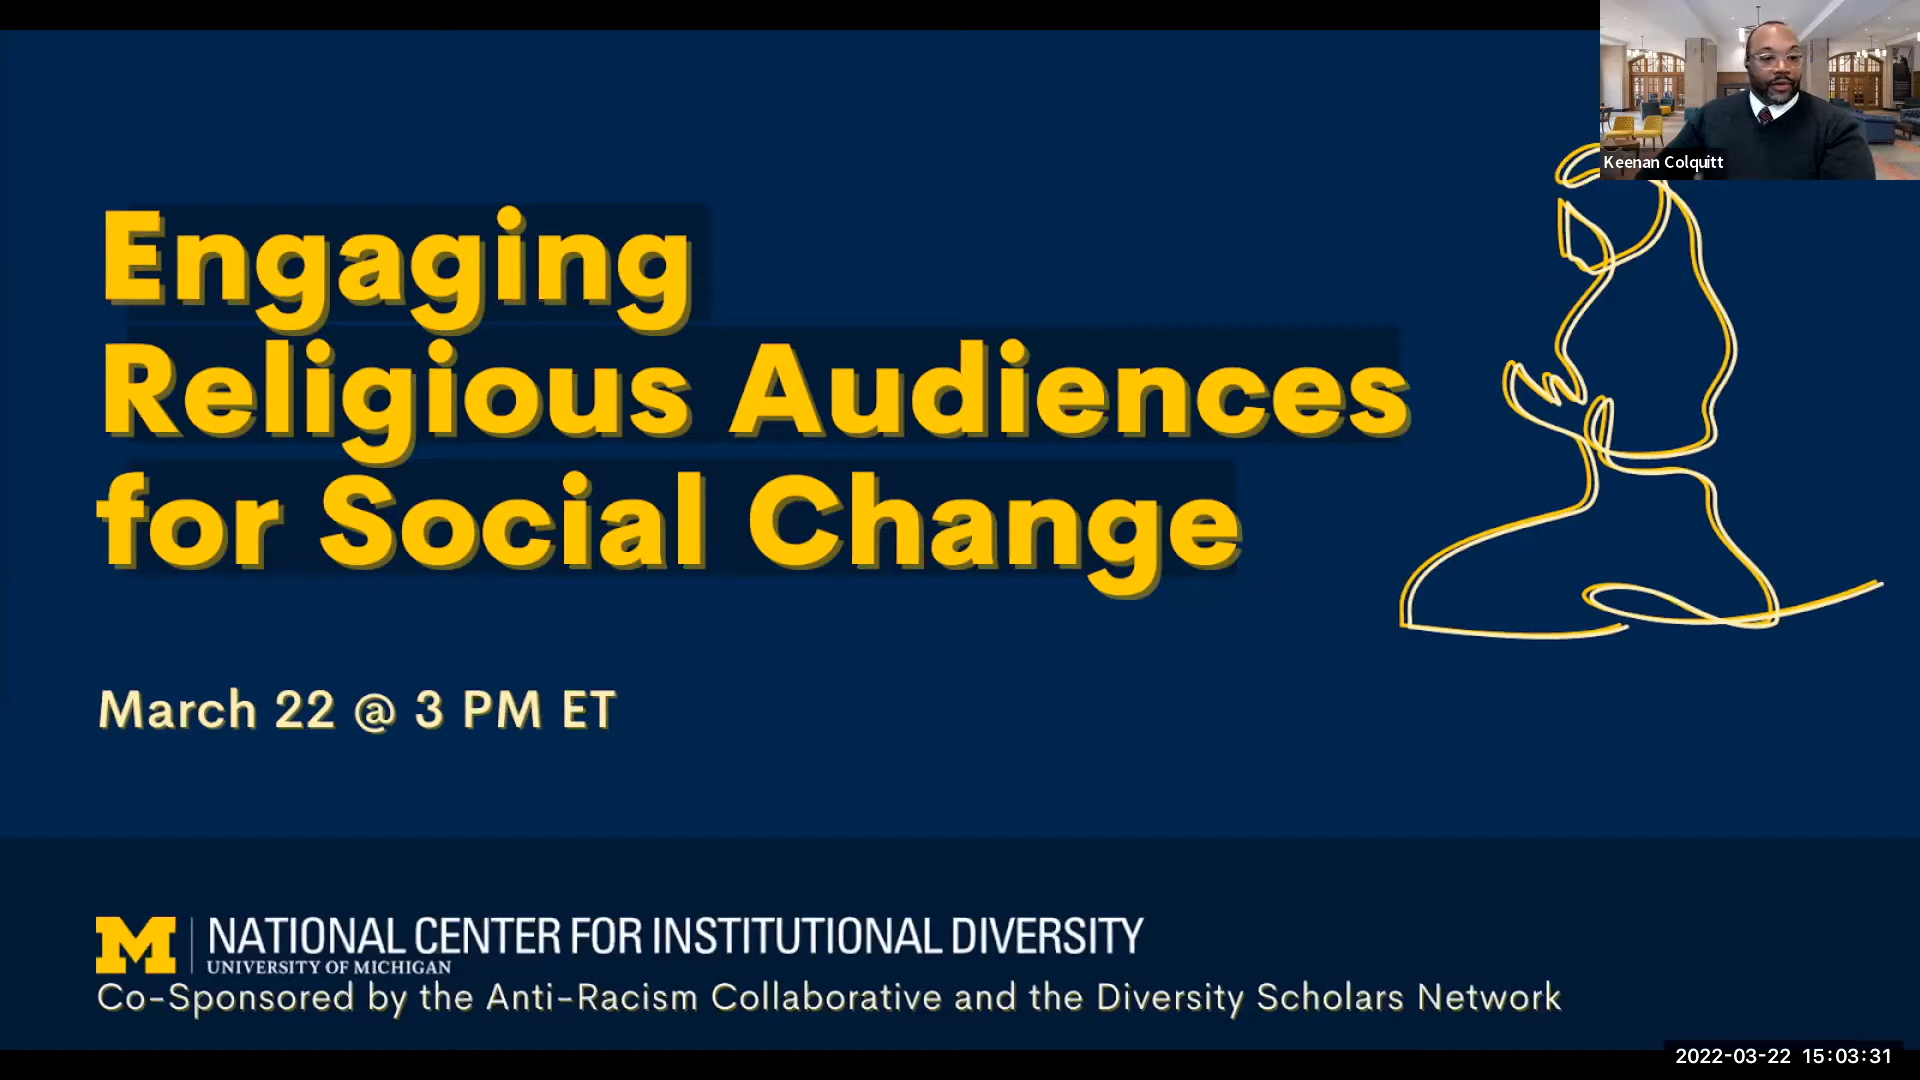 Keenan Colquitt
Engaging
Religious Audiences
for Social Change
March 22 @ 3 PM ET
M
NATIONAL CENTER FOR INSTITUTIONAL DIVERSITY
UNIVERSITY OF MICHIGAN
Co-Sponsored by the Anti-Racism Collaborative and the Diversity Scholars Network
2022-03-22 15:03:31